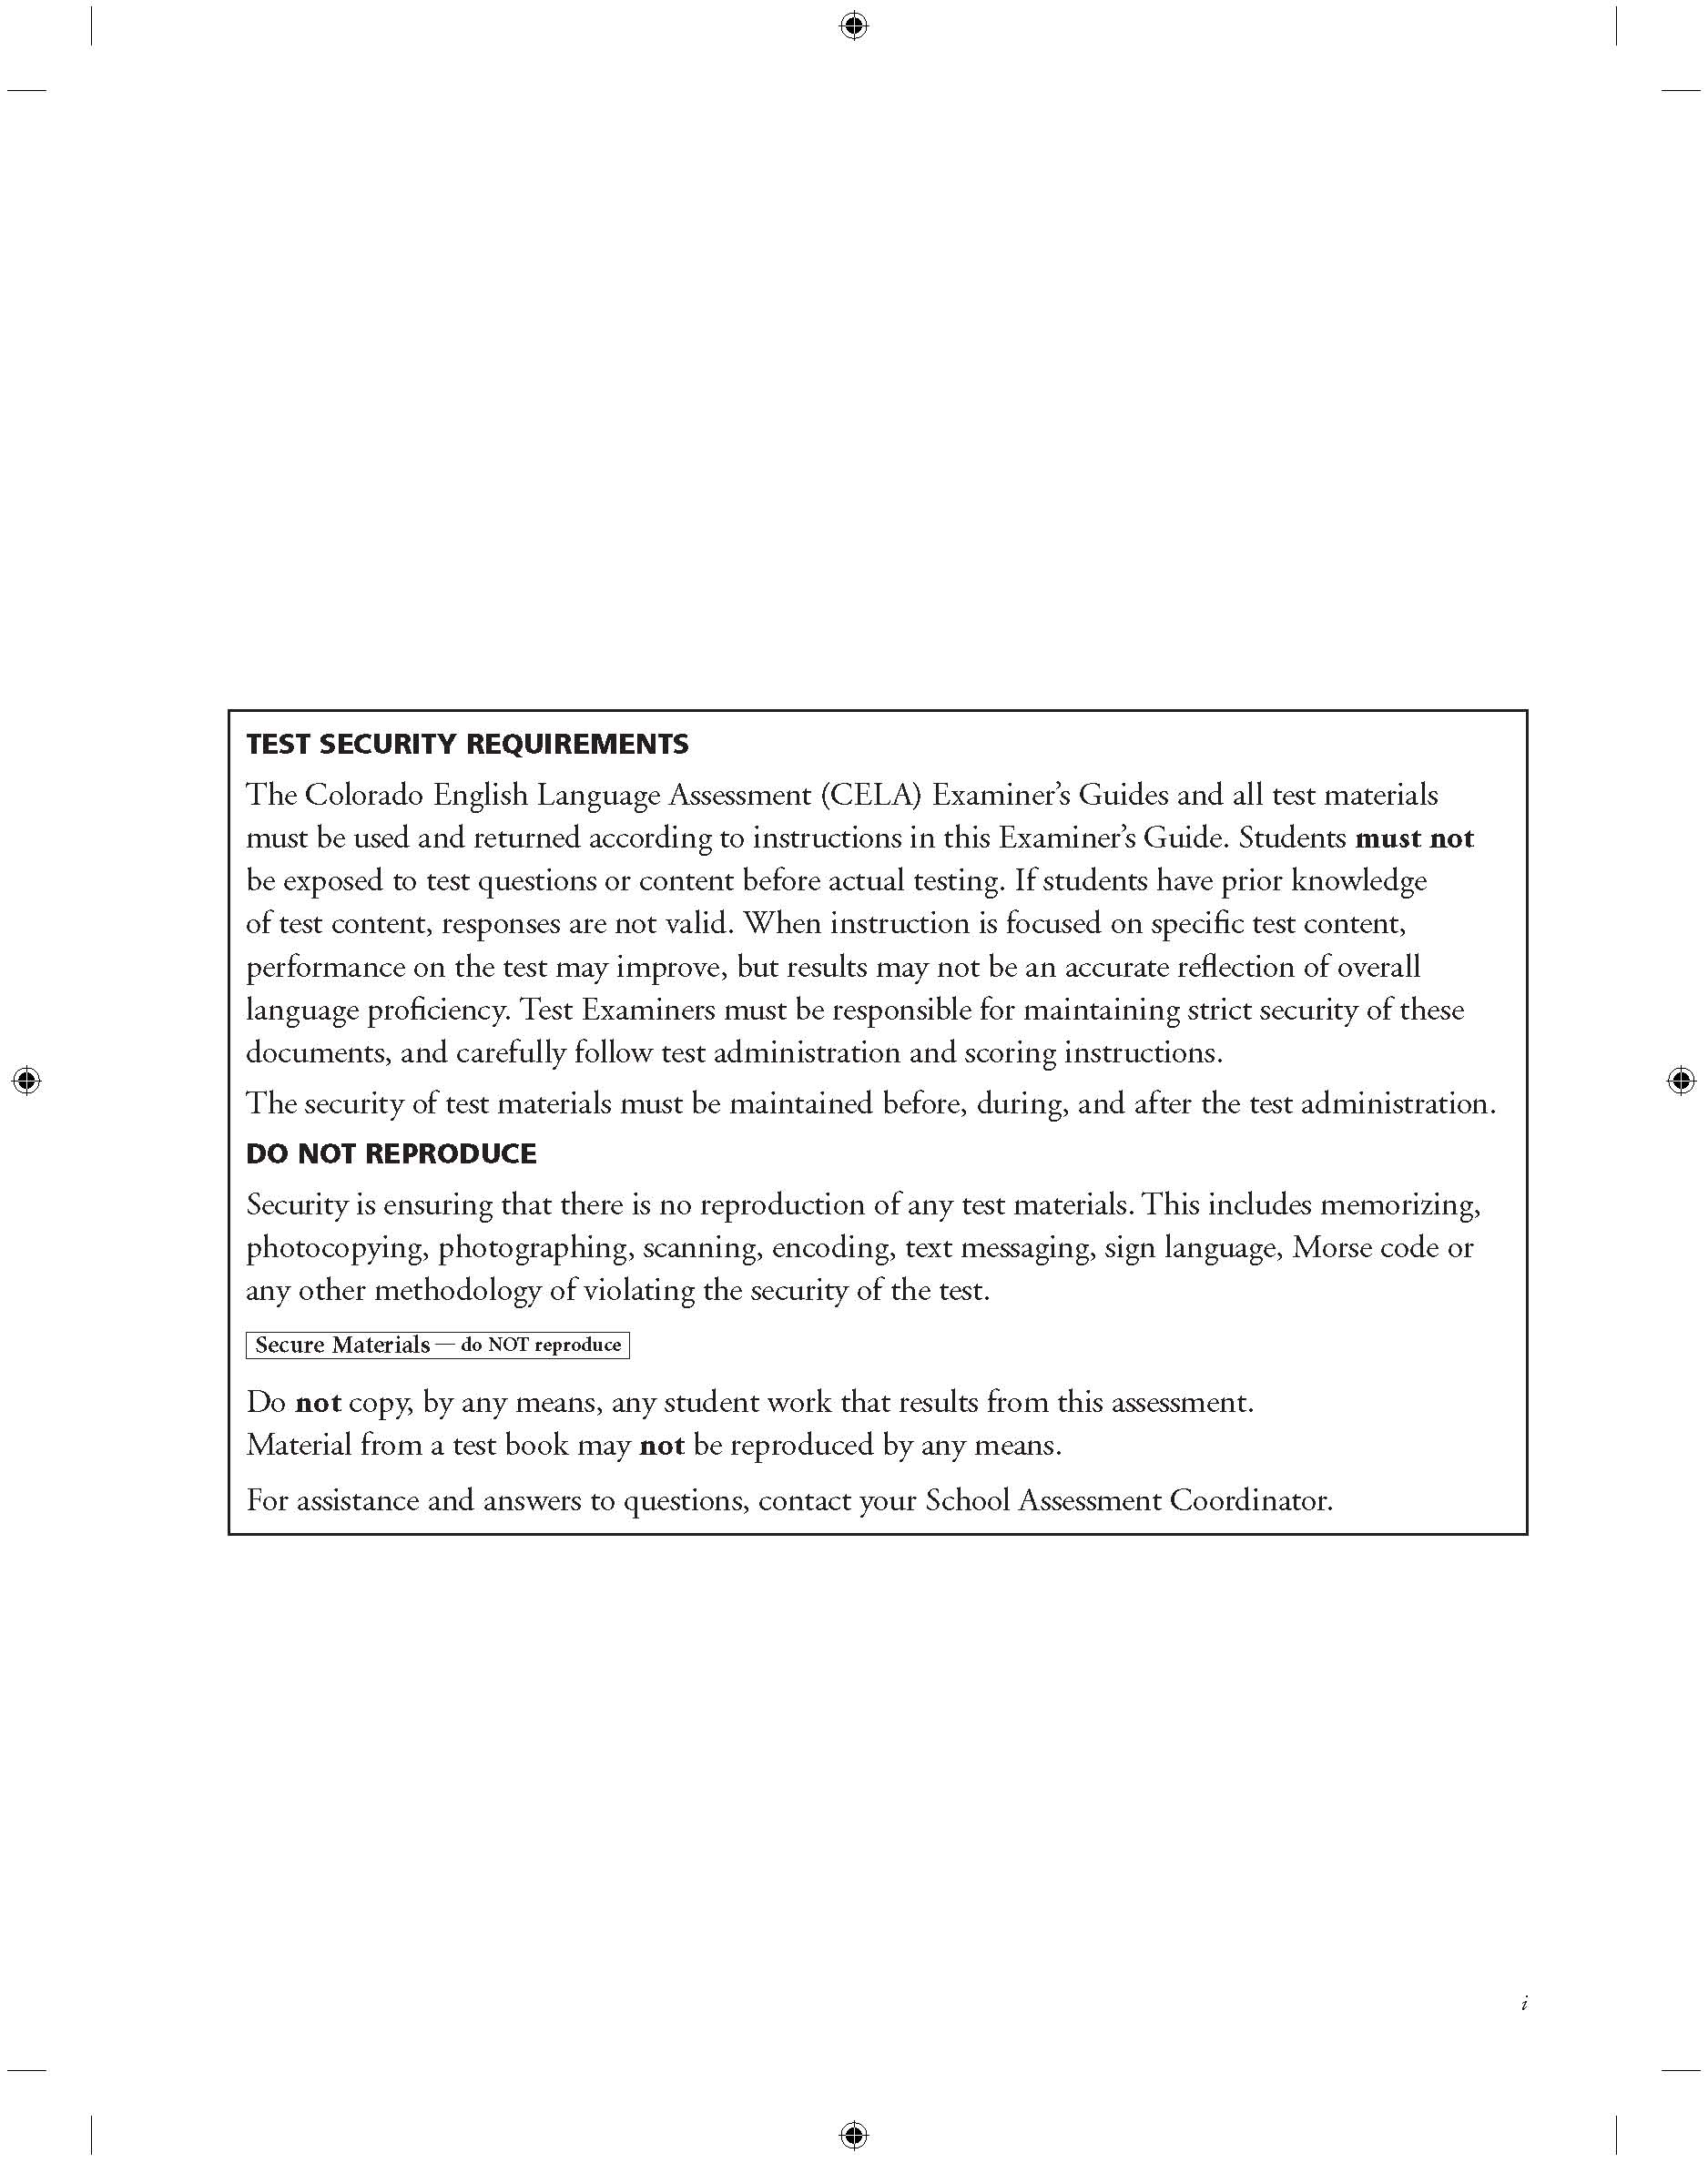 TEST SECURITY REQUIREMENTS
The Colorado English Language Assessment (CELA) Examiner’s Guides and all test materials
must be used and returned according to instructions in this Examiner’s Guide. Students must not
be exposed to test questions or content before actual testing. If students have prior knowledge
of test content, responses are not valid. When instruction is focused on specific test content,
performance on the test may improve, but results may not be an accurate reflection of overall
language proficiency. Test Examiners must be responsible for maintaining strict security of these
documents, and carefully follow test administration and scoring instructions.
The security of test materials must be maintained before, during, and after the test administration.
DO NOT REPRODUCE
Security is ensuring that there is no reproduction of any test materials. This includes memorizing,
photocopying, photographing, scanning, encoding, text messaging, sign language, Morse code or
any other methodology of violating the security of the test.
Secure Materials — do NOT reproduce
Do not copy, by any means, any student work that results from this assessment.
Material from a test book may not be reproduced by any means.
For assistance and answers to questions, contact your School Assessment Coordinator.
i